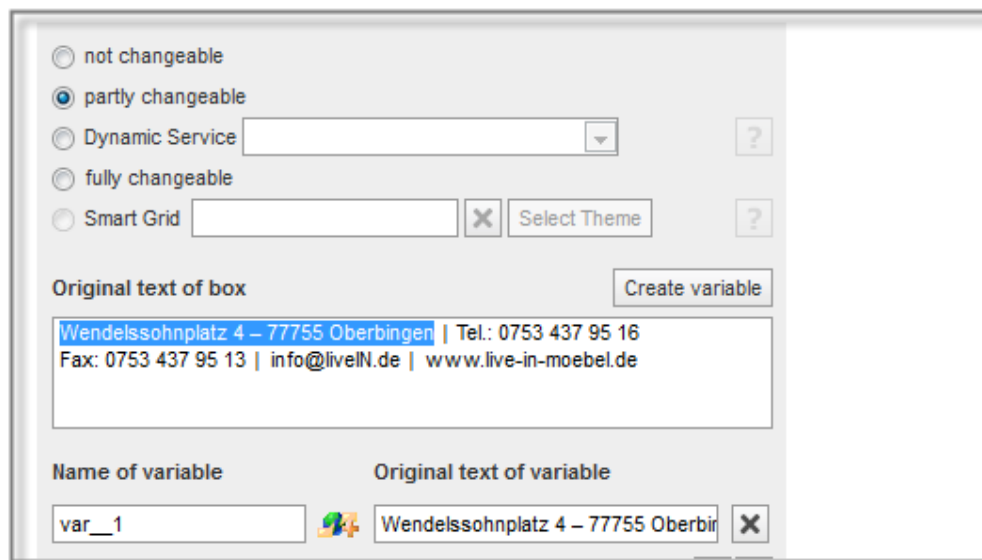 not changeable
partly changeable
Dynamic Service
?
fully changeable
Smart Grid
Select Theme
?
Original text of box
Create variable
Wendelssohnplatz 4 – 77755 Oberbingen | Tel.: 0753 437 95 16
Fax: 0753 437 95 13 | info@liveIN.de | www.live-in-moebel.de
Name of variable
Original text of variable
var__1
Wendelssohnplatz 4 – 77755 Oberbin